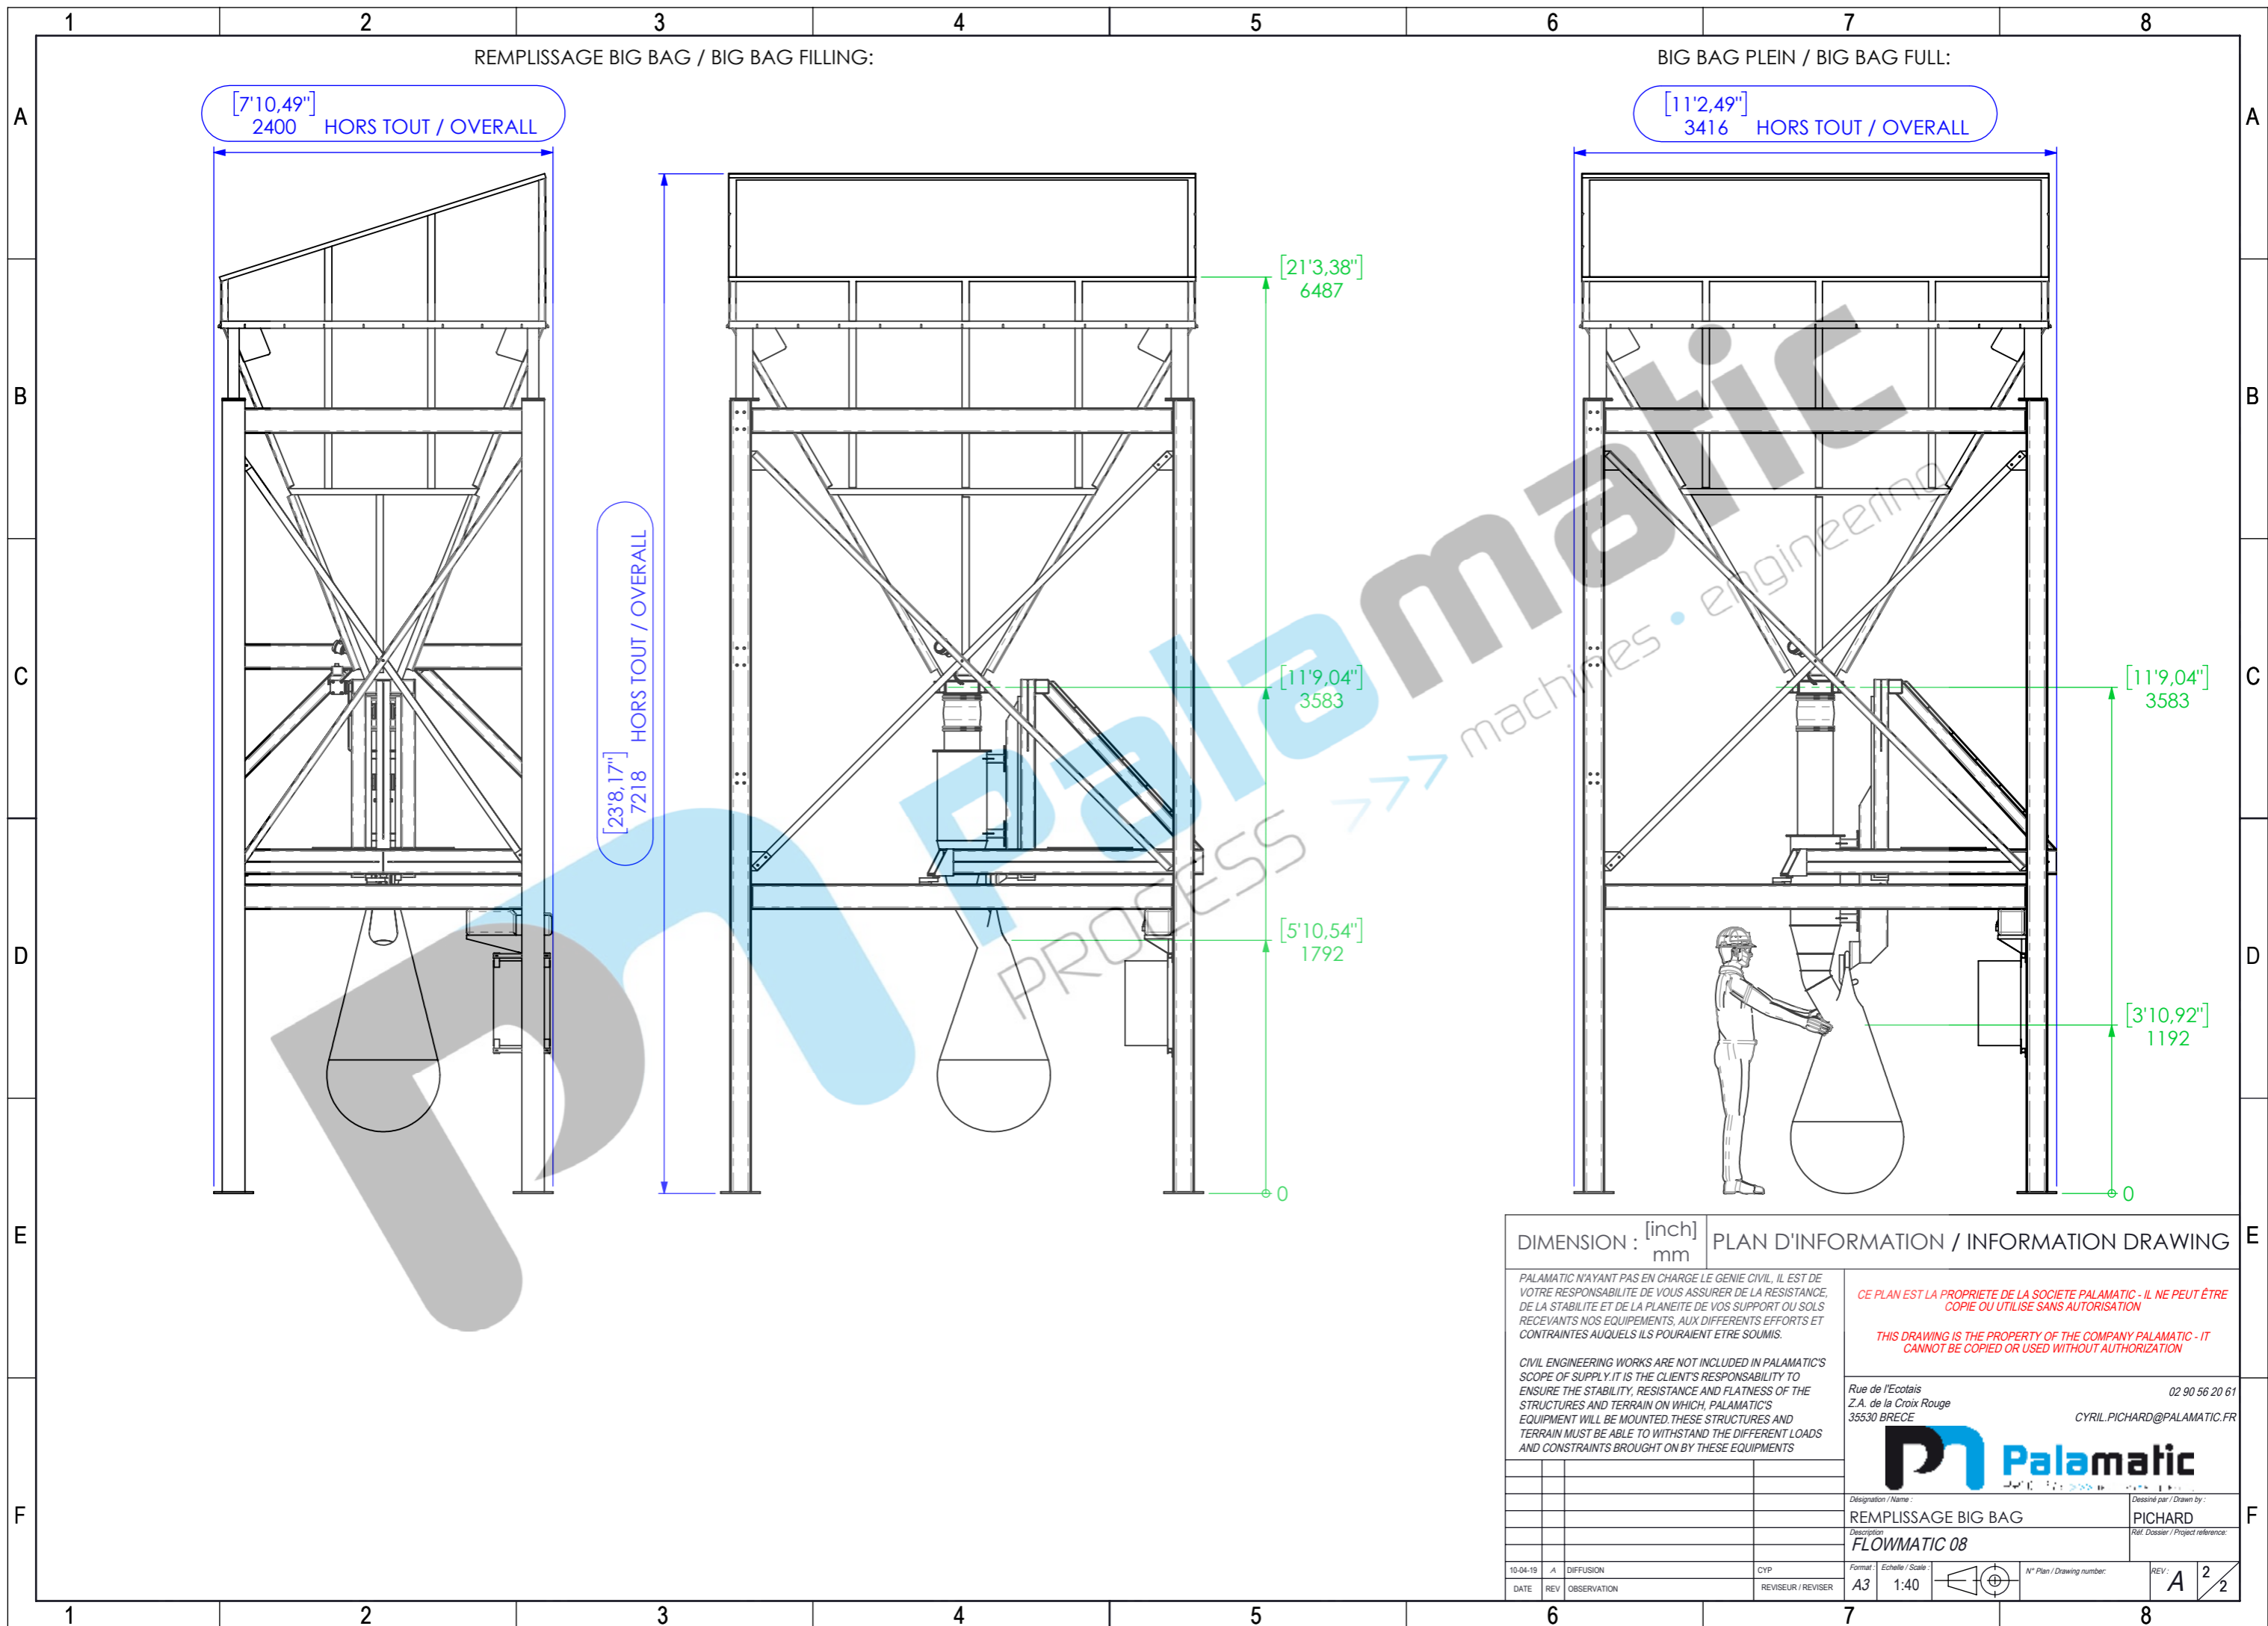 1 2 3 4 5 6 7 8
A A
B B
C C
D D
E E
F F
REMPLISSAGE BIG BAG / BIG BAG FILLING:
BIG BAG PLEIN / BIG BAG FULL:
[7'10,49"]
2400 HORS TOUT / OVERALL
[11'2,49"]
3416 HORS TOUT / OVERALL
[23'8,17"]
7218 HORS TOUT / OVERALL
[21'3,38"]
6487
[11'9,04"]
3583
[5'10,54"]
1792
0
[11'9,04"]
3583
[3'10,92"]
1192
0
Palamatic
PROCESS >>> machines • engineering
DIMENSION : [inch]
mm
PLAN D'INFORMATION / INFORMATION DRAWING
PALAMATIC N'AYANT PAS EN CHARGE LE GENIE CIVIL, IL EST DE
VOTRE RESPONSABILITE DE VOUS ASSURER DE LA RESISTANCE,
DE LA STABILITE ET DE LA PLANEITE DE VOS SUPPORT OU SOLS
RECEVANTS NOS EQUIPEMENTS, AUX DIFFERENTS EFFORTS ET
CONTRAINTES AUQUELS ILS POURAIENT ETRE SOUMIS.
CIVIL ENGINEERING WORKS ARE NOT INCLUDED IN PALAMATIC'S
SCOPE OF SUPPLY.IT IS THE CLIENT'S RESPONSABILITY TO
ENSURE THE STABILITY, RESISTANCE AND FLATNESS OF THE
STRUCTURES AND TERRAIN ON WHICH, PALAMATIC'S
EQUIPMENT WILL BE MOUNTED.THESE STRUCTURES AND
TERRAIN MUST BE ABLE TO WITHSTAND THE DIFFERENT LOADS
AND CONSTRAINTS BROUGHT ON BY THESE EQUIPMENTS
CE PLAN EST LA PROPRIETE DE LA SOCIETE PALAMATIC - IL NE PEUT ÊTRE
COPIE OU UTILISE SANS AUTORISATION
THIS DRAWING IS THE PROPERTY OF THE COMPANY PALAMATIC - IT
CANNOT BE COPIED OR USED WITHOUT AUTHORIZATION
Rue de l'Ecotais 02 90 56 20 61
Z.A. de la Croix Rouge
35530 BRECE CYRIL.PICHARD@PALAMATIC.FR
Palamatic
Désignation / Name : Dessiné par / Drawn by :
REMPLISSAGE BIG BAG PICHARD
Description Réf. Dossier / Project reference:
FLOWMATIC 08
10-04-19 A DIFFUSION CYP
DATE REV OBSERVATION REVISEUR / REVISER
Format : Echelle / Scale : N° Plan / Drawing number: REV :
A3 1:40 A 2/2
1 2 3 4 5 6 7 8